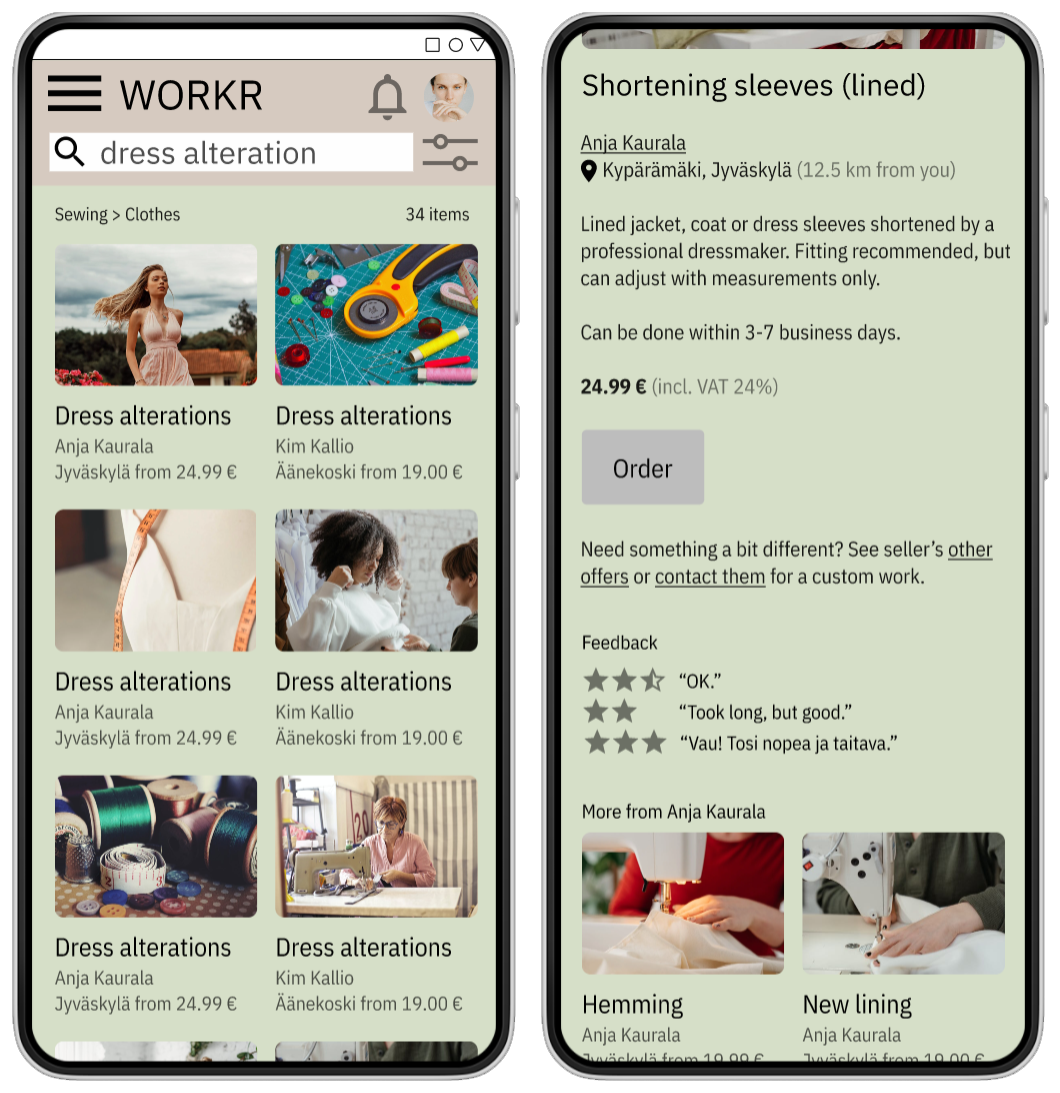 WORKR
dress alteration
Sewing > Clothes
34 items
Dress alterations
Anja Kaurala
Jyväskylä from 24.99 €
Dress alterations
Kim Kallio
Äänekoski from 19.00 €
Dress alterations
Anja Kaurala
Jyväskylä from 24.99 €
Dress alterations
Kim Kallio
Äänekoski from 19.00 €
Dress alterations
Anja Kaurala
Jyväskylä from 24.99 €
Dress alterations
Kim Kallio
Äänekoski from 19.00 €
Shortening sleeves (lined)
Anja Kaurala
Kypärämäki, Jyväskylä (12.5 km from you)
Lined jacket, coat or dress sleeves shortened by a
professional dressmaker. Fitting recommended, but
can adjust with measurements only.
Can be done within 3-7 business days.
24.99 € (incl. VAT 24%)
Order
Need something a bit different? See seller’s other
offers or contact them for a custom work.
Feedback
“OK.”
“Took long, but good.”
“Vau! Tosi nopea ja taitava.”
More from Anja Kaurala
Hemming
Anja Kaurala
Jyväskylä from 19.99 €
New lining
Anja Kaurala
Jyväskylä from 19.00 €